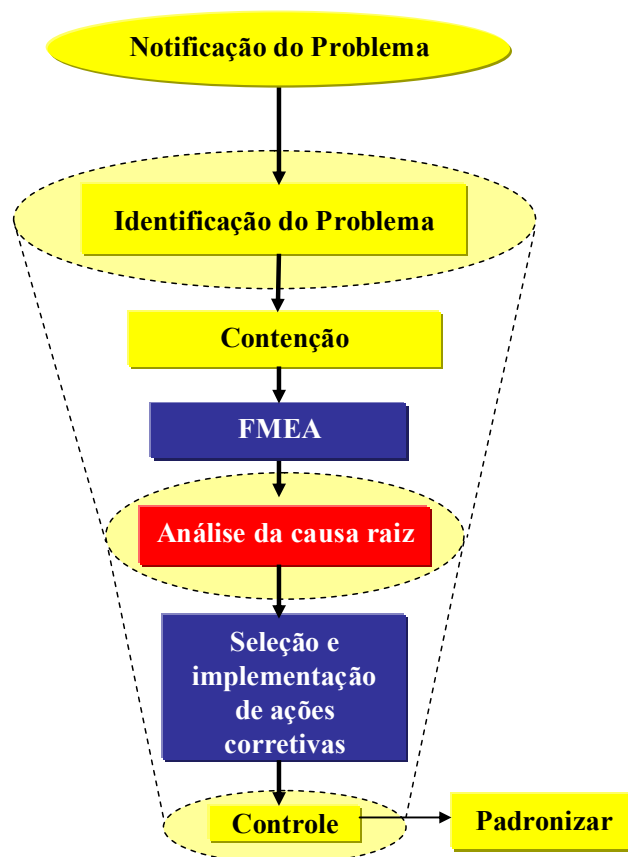 Notificação do Problema
Identificação do Problema
Contenção
FMEA
Análise da causa raiz
Seleção e
implementação
de ações
corretivas
Controle
Padronizar